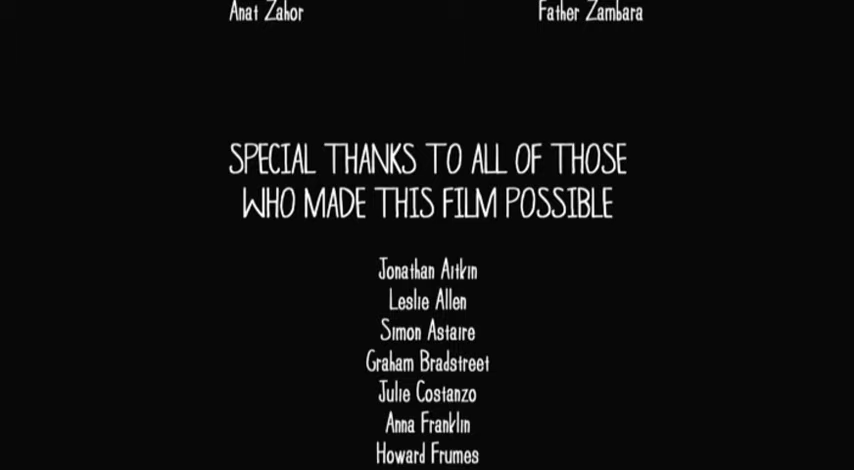 Anat Zahor Father Zambara
SPECIAL THANKS TO ALL OF THOSE
WHO MADE THIS FILM POSSIBLE
Jonathan Aitkin
Leslie Allen
Simon Astaire
Graham Bradstreet
Julie Costanzo
Anna Franklin
Howard Frumes